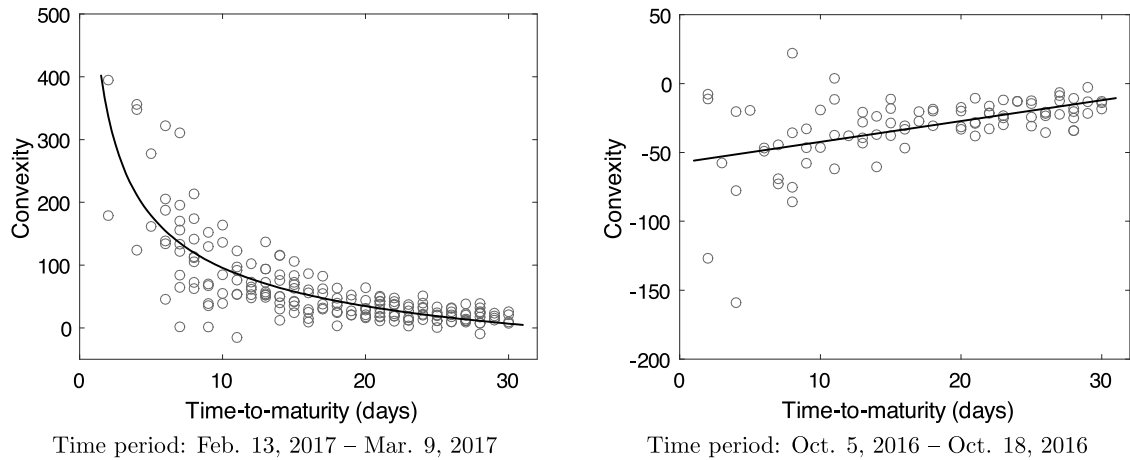 500
400
300
200
100
0
Convexity
0 10 20 30
Time-to-maturity (days)
Time period: Feb. 13, 2017 – Mar. 9, 2017
50
0
-50
-100
-150
-200
Convexity
0 10 20 30
Time-to-maturity (days)
Time period: Oct. 5, 2016 – Oct. 18, 2016